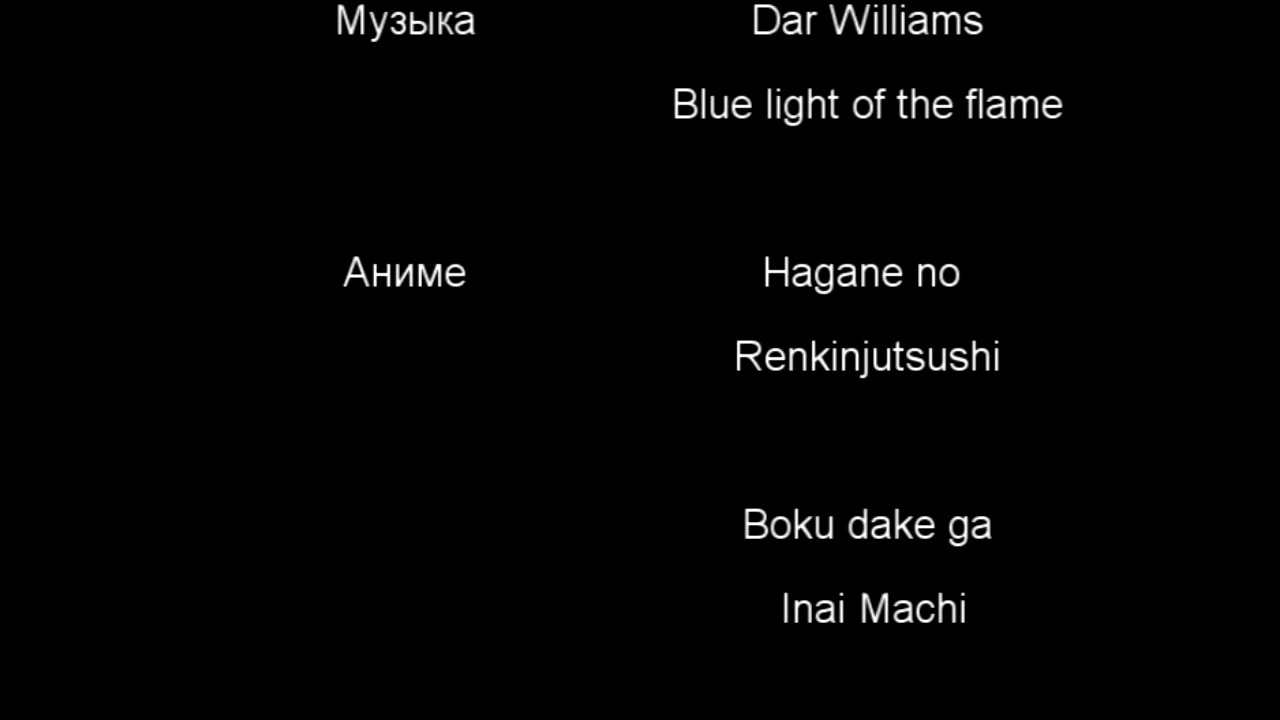 Музыка Dar Williams
Blue light of the flame
Аниме Hagane no
Renkinjutsushi
Boku dake ga
Inai Machi